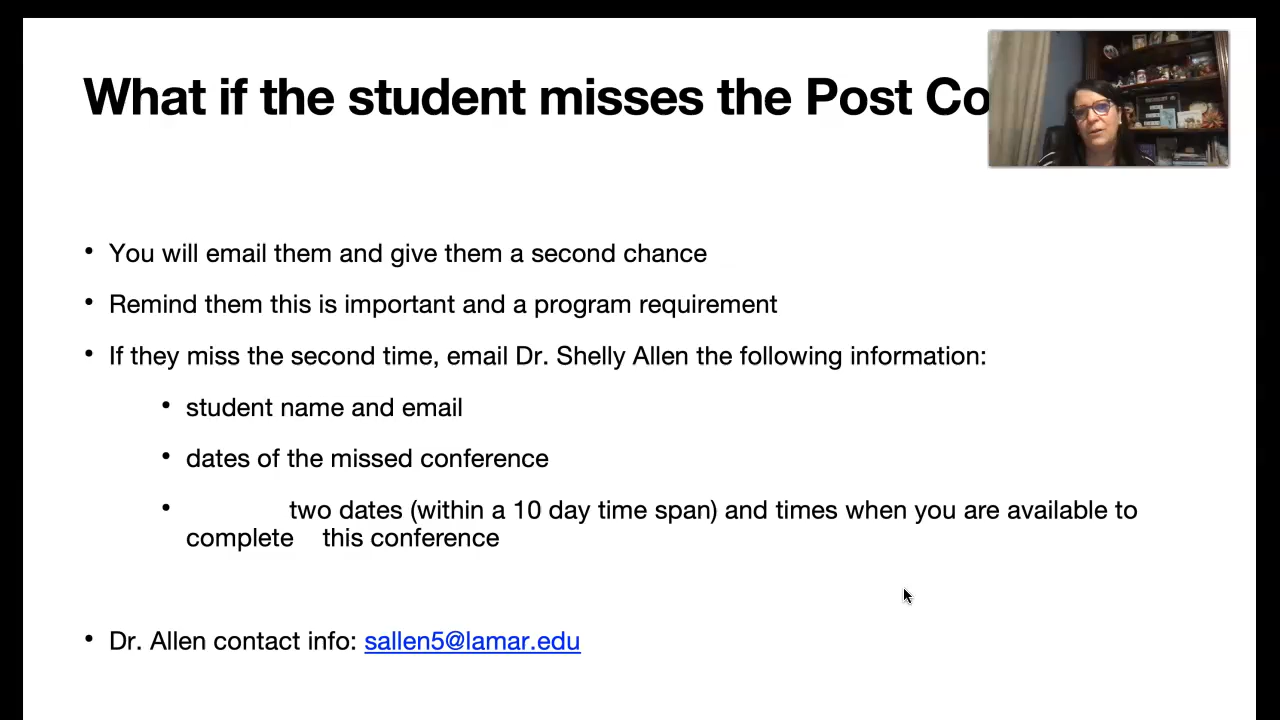 What if the student misses the Post Co
• You will email them and give them a second chance
• Remind them this is important and a program requirement
• If they miss the second time, email Dr. Shelly Allen the following information:
• student name and email
• dates of the missed conference
• two dates (within a 10 day time span) and times when you are available to
complete this conference
• Dr. Allen contact info: sallen5@lamar.edu